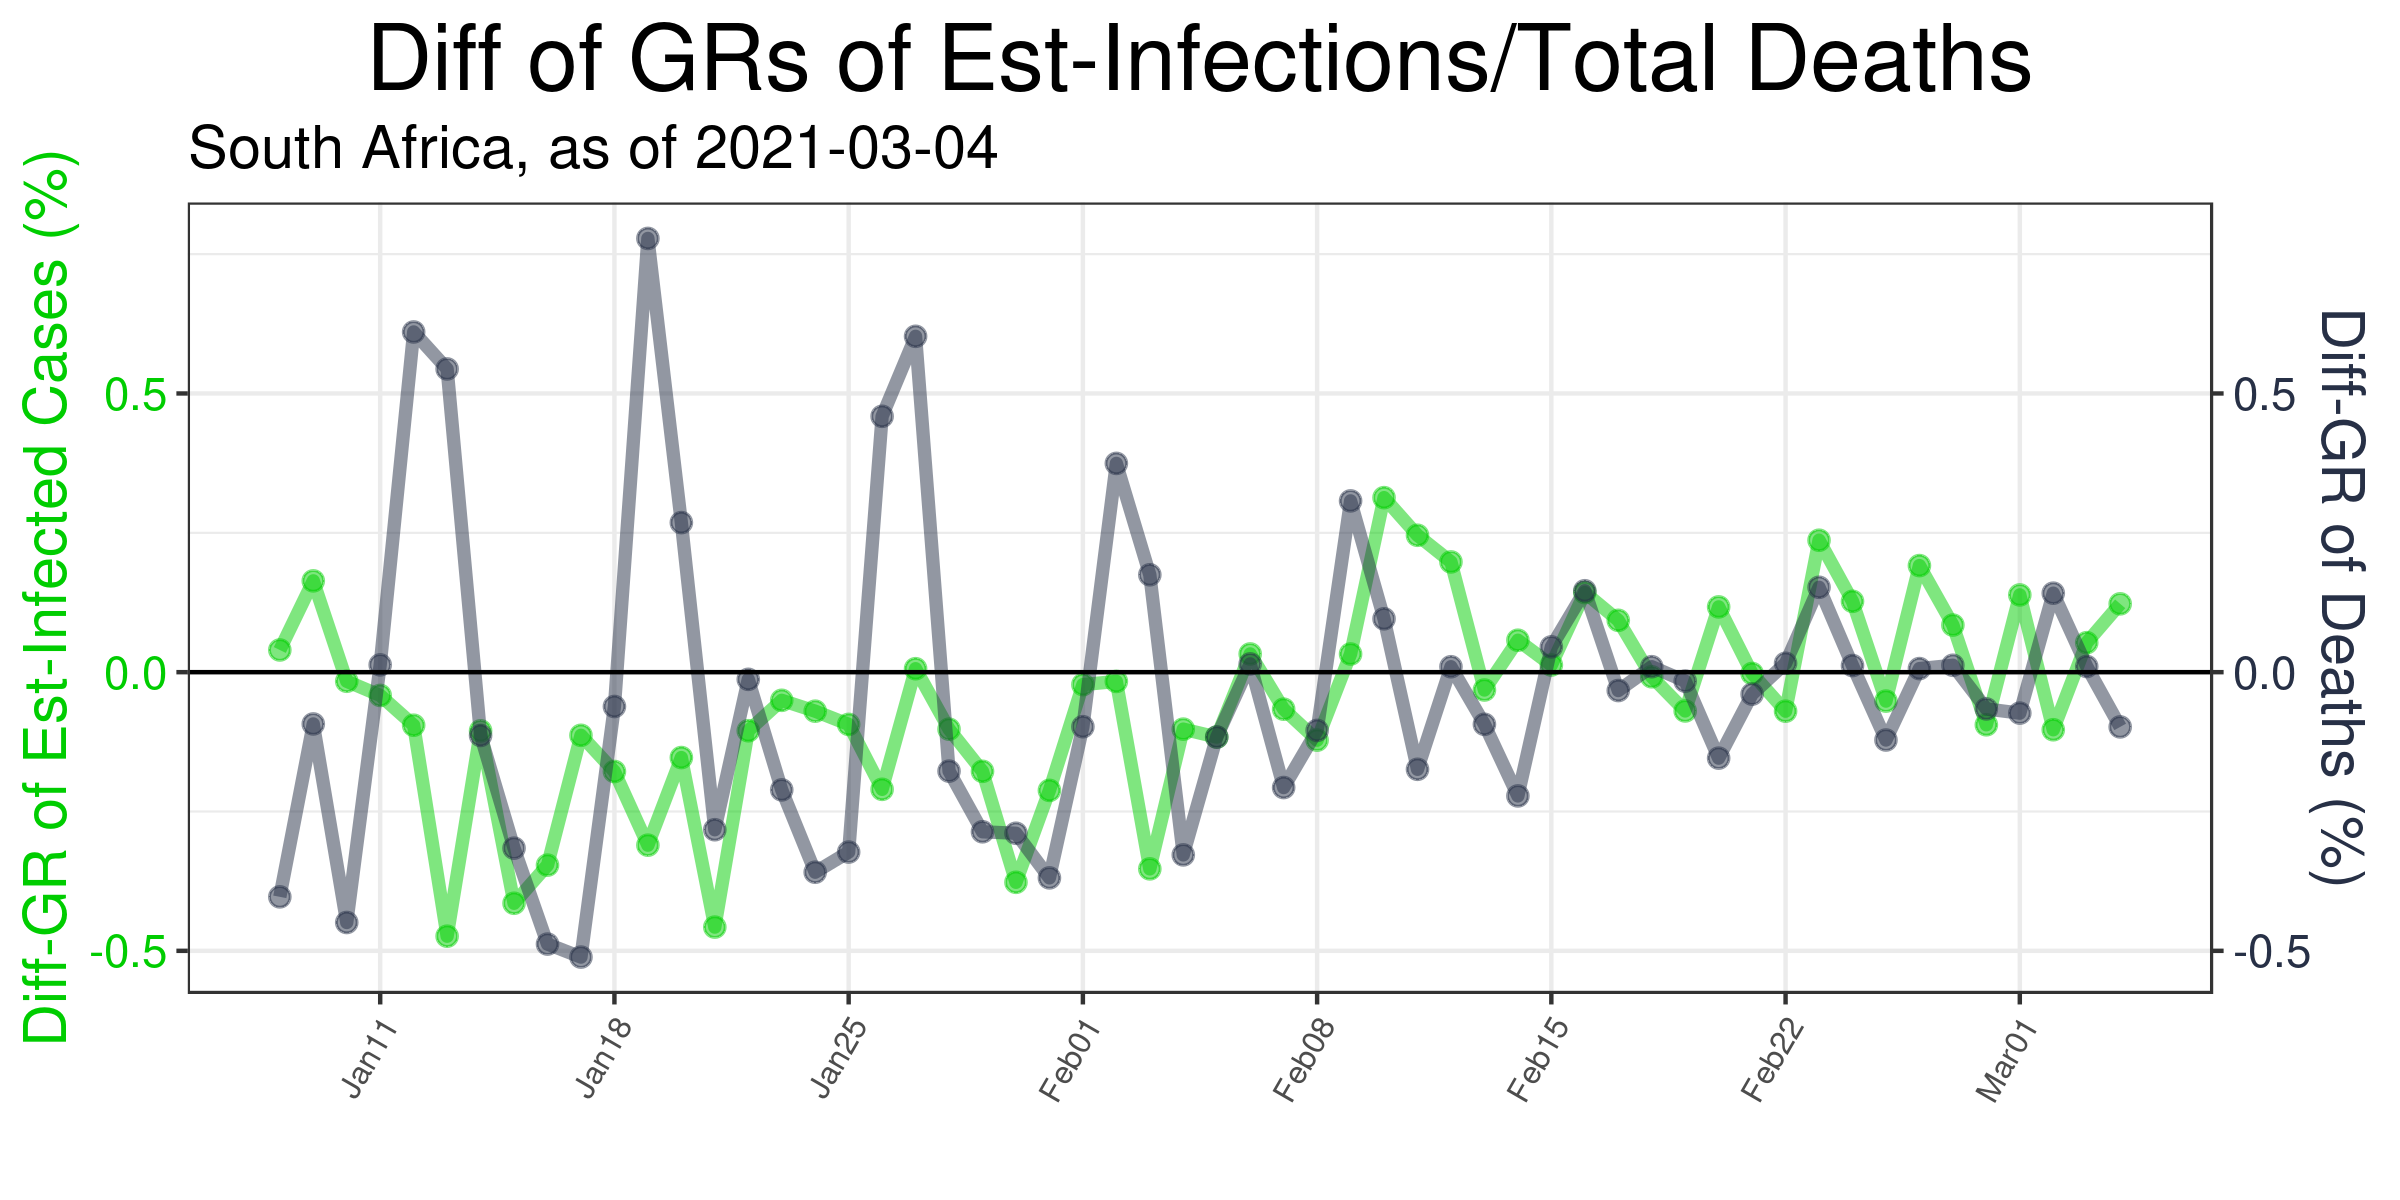 Diff of GRs of Est-Infections/Total Deaths
South Africa, as of 2021-03-04
Diff-GR of Est-Infected Cases (%)
0.5
0.0
-0.5
0.5
0.0
-0.5
Diff-GR of Deaths (%)
Jan11
Jan18
Jan25
Feb01
Feb08
Feb15
Feb22
Mar01